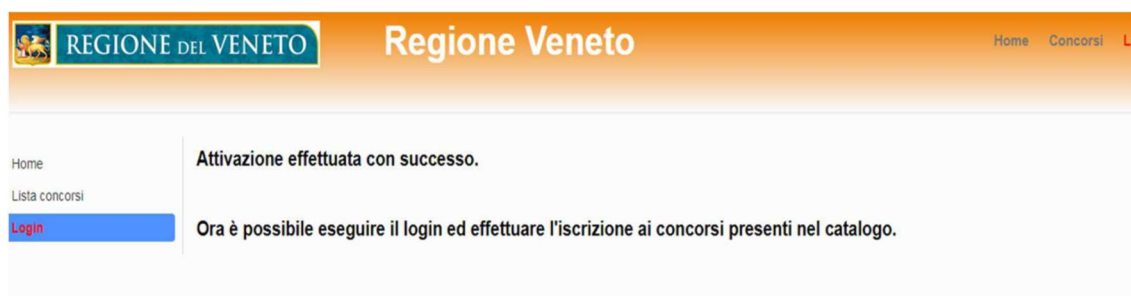 REGIONE DEL VENETO
Regione Veneto
Home Concorsi
Home
Lista concorsi
Login
Attivazione effettuata con successo.
Ora è possibile eseguire il login ed effettuare l'iscrizione ai concorsi presenti nel catalogo.